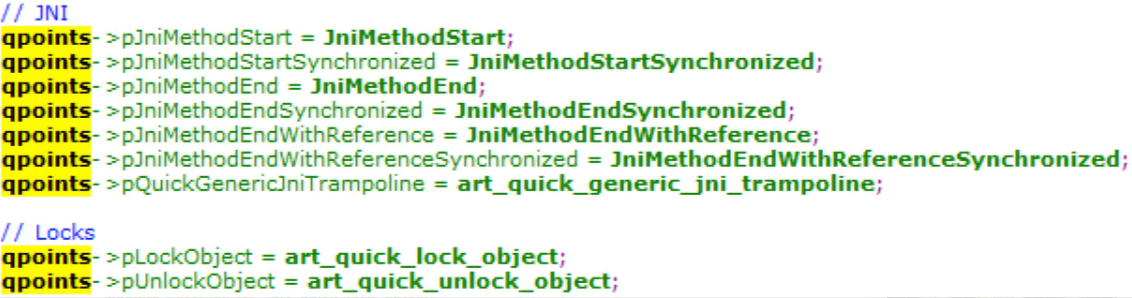 // JNI
qpoints->pJniMethodStart = JniMethodStart;
qpoints->pJniMethodStartSynchronized = JniMethodStartSynchronized;
qpoints->pJniMethodEnd = JniMethodEnd;
qpoints->pJniMethodEndSynchronized = JniMethodEndSynchronized;
qpoints->pJniMethodEndWithReference = JniMethodEndWithReference;
qpoints->pJniMethodEndWithReferenceSynchronized = JniMethodEndWithReferenceSynchronized;
qpoints->pQuickGenericJniTrampoline = art_quick_generic_jni_trampoline;
// Locks
qpoints->pLockObject = art_quick_lock_object;
qpoints->pUnlockObject = art_quick_unlock_object;